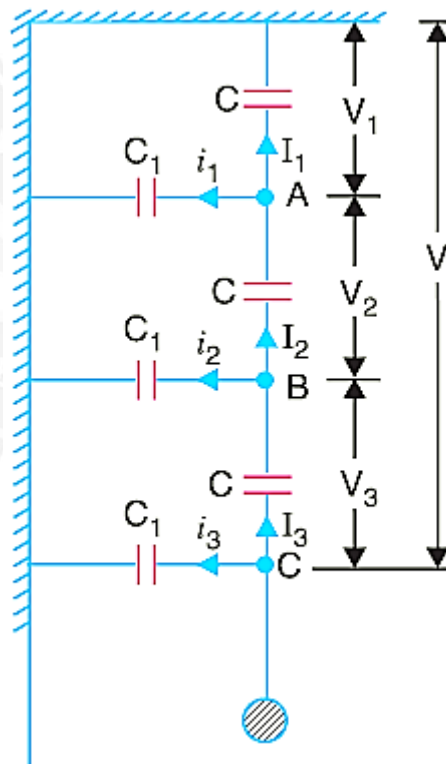 C
V₁
C₁ i₁ I₁
A
V
C
V₂
C₁ i₂ I₂
B
C
V₃
C₁ i₃ I₃
C